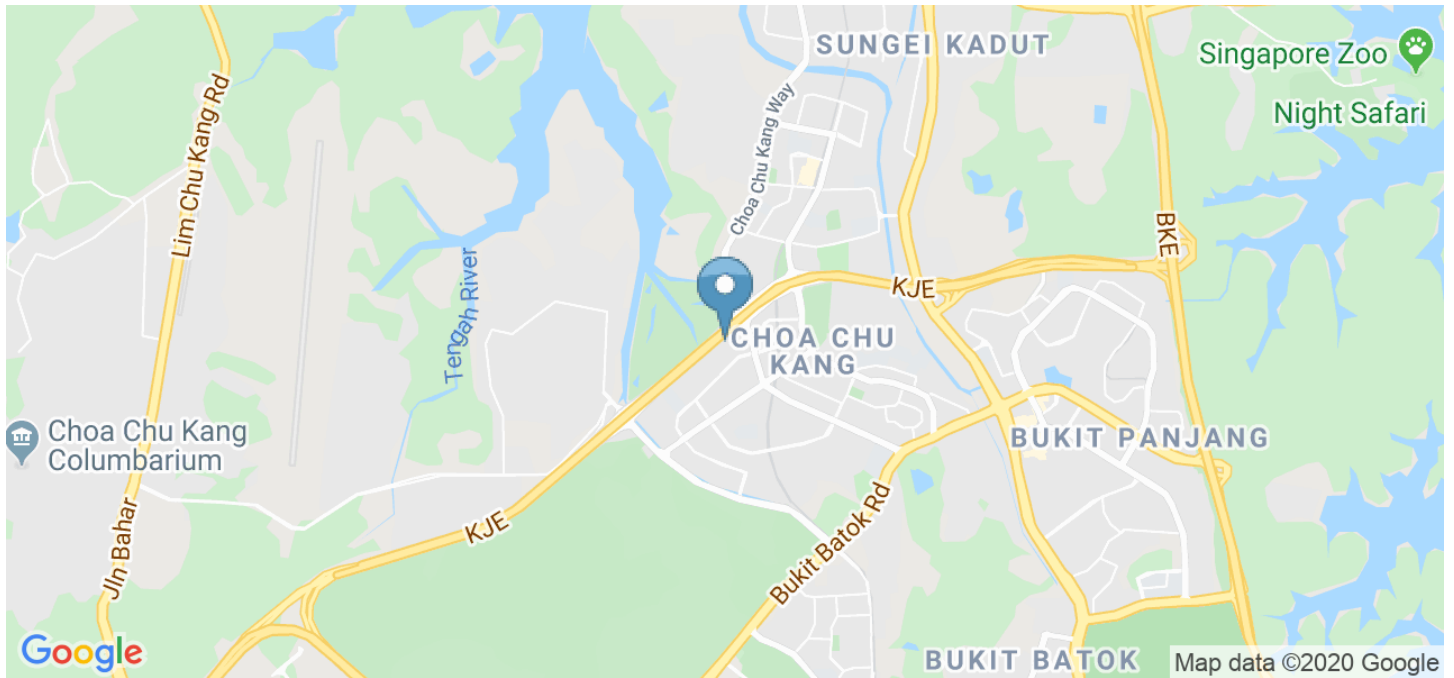 SUNGEI KADUT
Singapore Zoo
Night Safari
Lim Chu Kang Rd
Choa Chu Kang Way
BKE
Tengah River
KJE
CHOA CHU
KANG
Choa Chu Kang
Columbarium
BUKIT PANJANG
Bukit Batok Rd
KJE
Jln Bahar
Google
BUKIT BATOK
Map data ©2020 Google